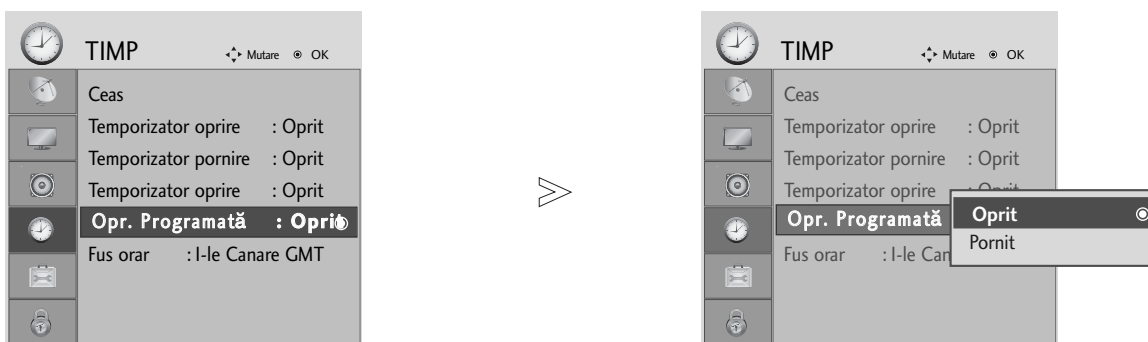 TIMP Mutare OK
Ceas
Temporizator oprire : Oprit
Temporizator pornire : Oprit
Temporizator oprire : Oprit
Opr. Programată : Oprit
Fus orar : I-le Canare GMT
TIMP Mutare OK
Ceas
Temporizator oprire : Oprit
Temporizator pornire : Oprit
Temporizator oprire : Oprit
Opr. Programată
Oprit
Pornit
Fus orar : I-le Can